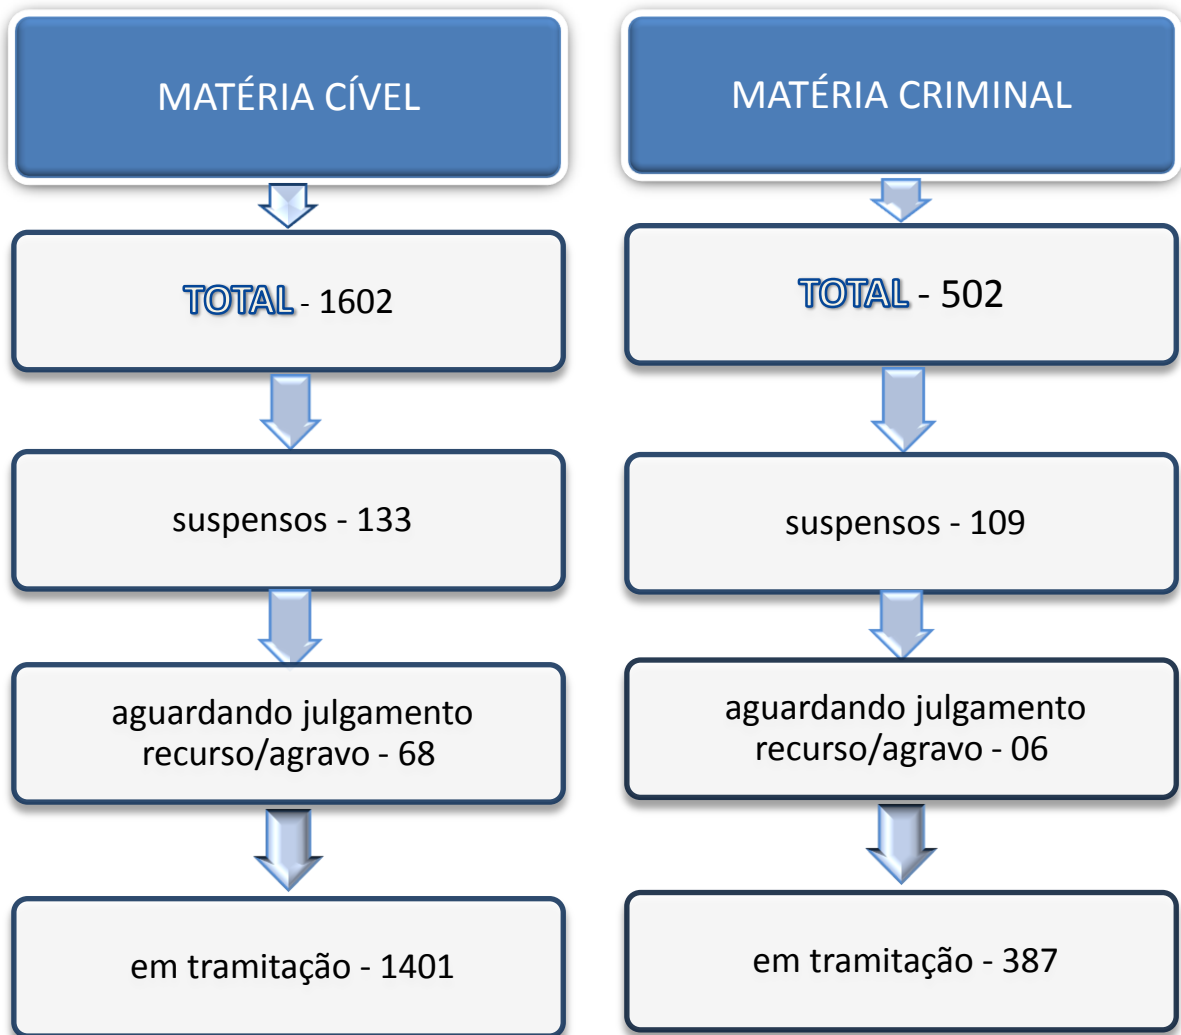 MATÉRIA CÍVEL
TOTAL - 1602
suspensos - 133
aguardando julgamento
recurso/agravo - 68
em tramitação - 1401
MATÉRIA CRIMINAL
TOTAL - 502
suspensos - 109
aguardando julgamento
recurso/agravo - 06
em tramitação - 387